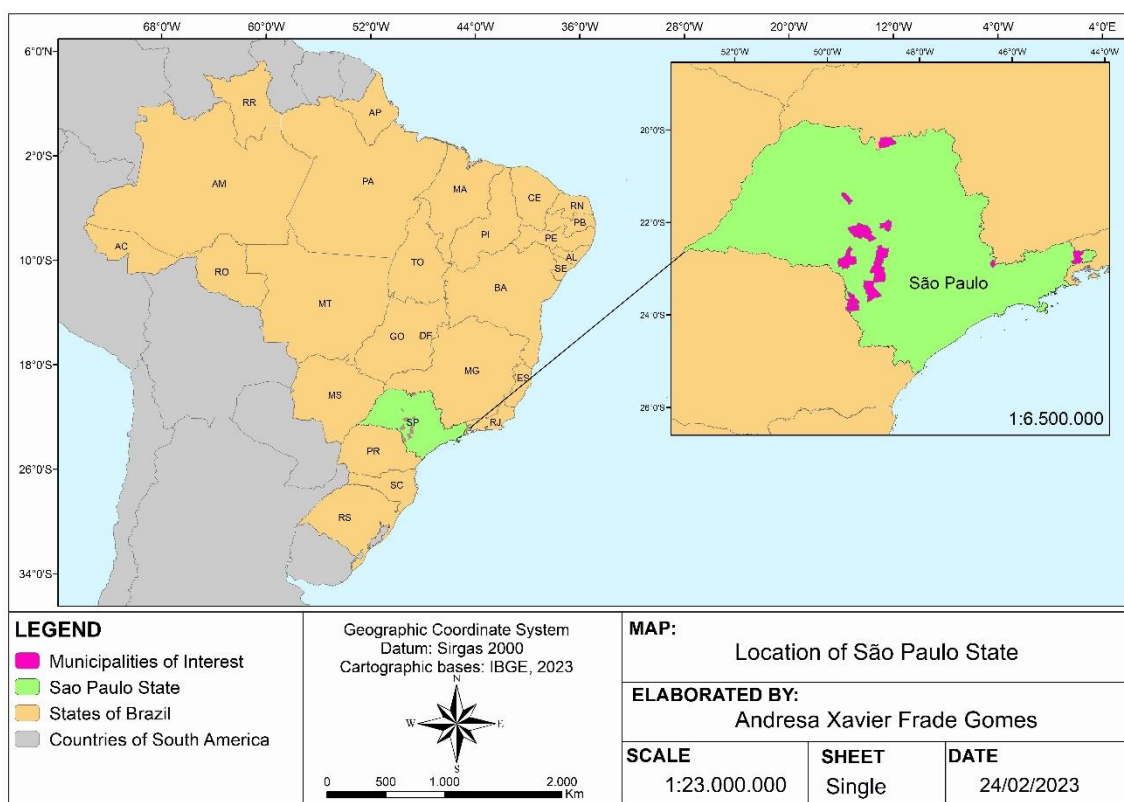 68°0'W 60°0'W 52°0'W 44°0'W 36°0'W 28°0'W 20°0'W 12°0'W 4°0'W 4°0'E
52°0'W 50°0'W 48°0'W 46°0'W 44°0'W
6°0'N
2°0'S
10°0'S
18°0'S
26°0'S
34°0'S
RR
AP
AM
PA
MA
CE
RN
PB
PI
PE
AC
AL
SE
RO
TO
BA
MT
GO
DF
MG
ES
MS
SP
RJ
PR
SC
RS
20°0'S
22°0'S
24°0'S
26°0'S
São Paulo
1:6.500.000
LEGEND
Municipalities of Interest
Sao Paulo State
States of Brazil
Countries of South America
Geographic Coordinate System
Datum: Sirgas 2000
Cartographic bases: IBGE, 2023
N
W E
S
0 500 1.000 2.000
Km
MAP:
Location of São Paulo State
ELABORATED BY:
Andresa Xavier Frade Gomes
SCALE
1:23.000.000
SHEET
Single
DATE
24/02/2023